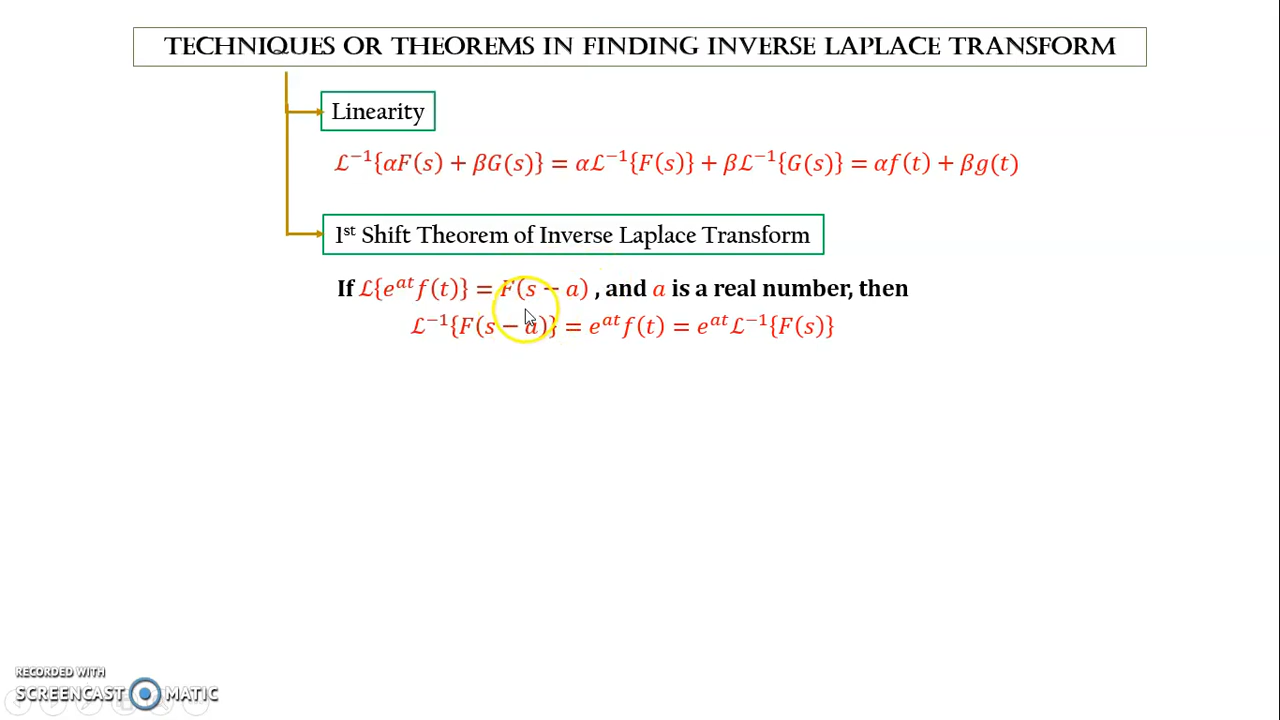 TECHNIQUES OR THEOREMS IN FINDING INVERSE LAPLACE TRANSFORM
Linearity
ℒ⁻¹{αF(s) + βG(s)} = αℒ⁻¹{F(s)} + βℒ⁻¹{G(s)} = αf(t) + βg(t)
1ˢᵗ Shift Theorem of Inverse Laplace Transform
If ℒ{eᵃᵗf(t)} = F(s − a) , and a is a real number, then
ℒ⁻¹{F(s − a)} = eᵃᵗf(t) = eᵃᵗℒ⁻¹{F(s)}
RECORDED WITH
SCREENCAST MATIC